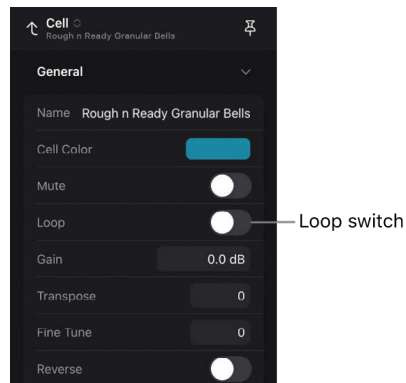 Cell
Rough n Ready Granular Bells
General
Name Rough n Ready Granular Bells
Cell Color
Mute
Loop
Loop switch
Gain 0.0 dB
Transpose 0
Fine Tune 0
Reverse